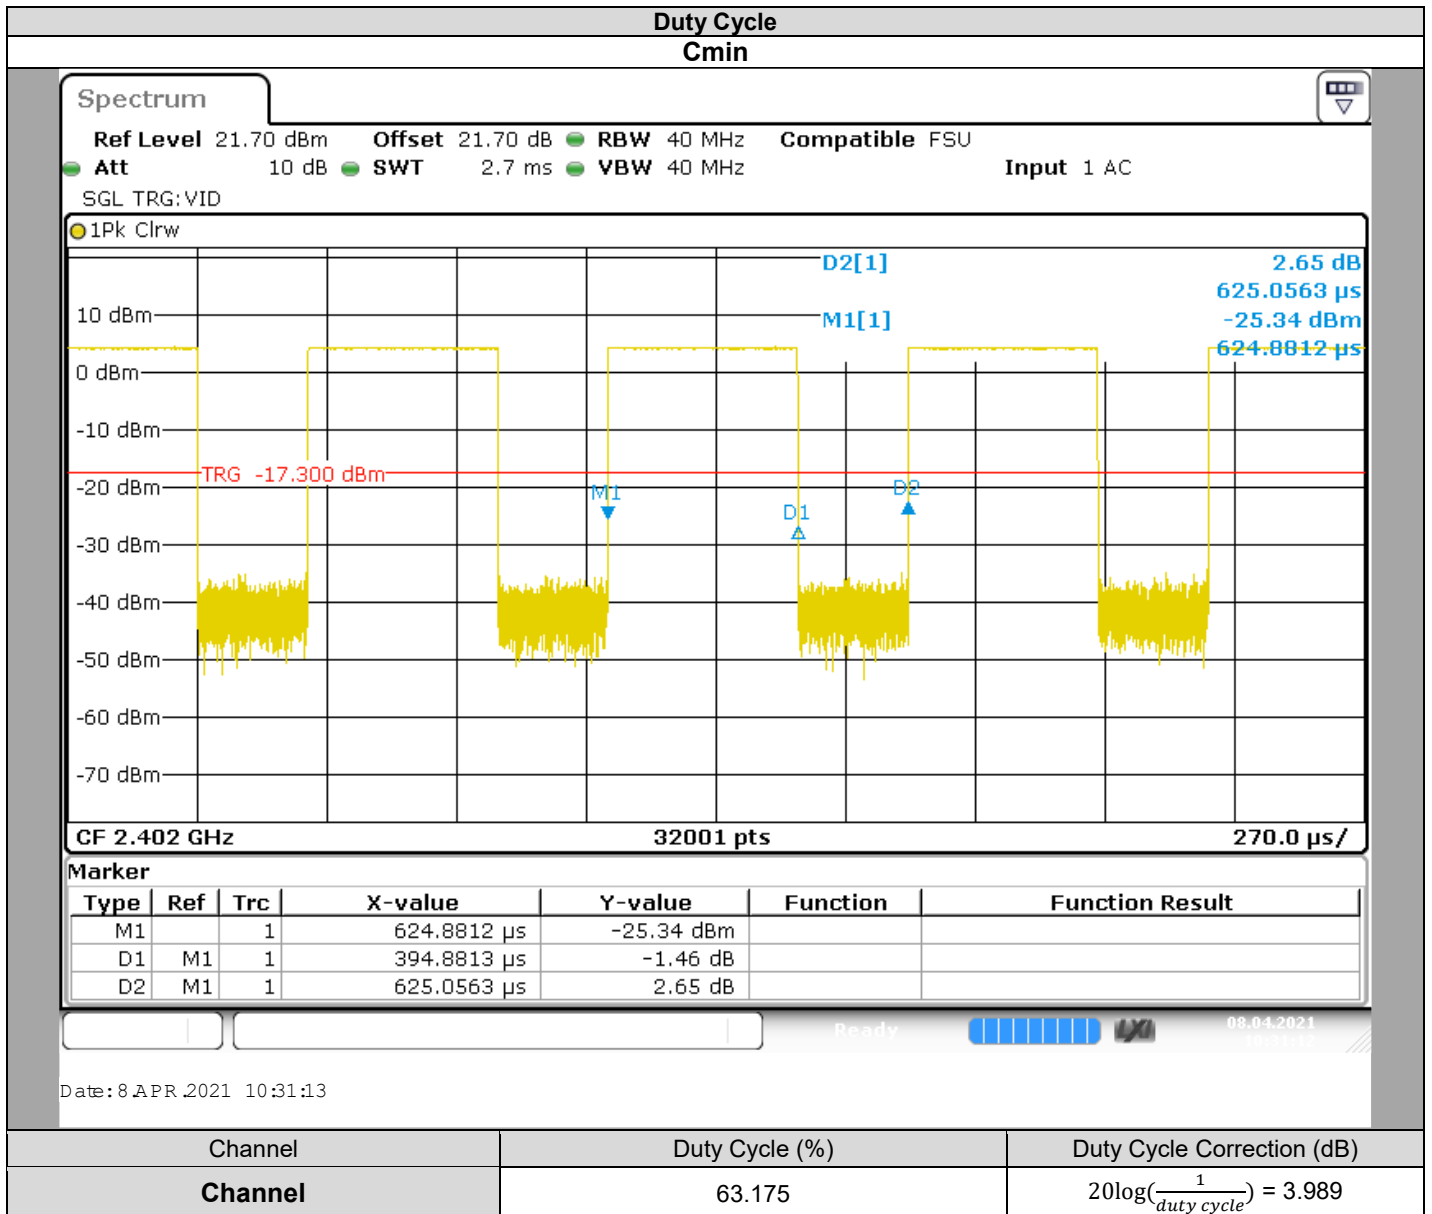 Duty Cycle
Cmin
Spectrum
Ref Level 21.70 dBm Offset 21.70 dB RBW 40 MHz Compatible FSU
Att 10 dB SWT 2.7 ms VBW 40 MHz Input 1 AC
SGL TRG:VID
1Pk Clrw
D2[1] 2.65 dB
625.0563 µs
10 dBm M1[1] -25.34 dBm
624.8812 µs
0 dBm
-10 dBm
TRG -17.300 dBm
-20 dBm M1 D2
D1
-30 dBm
-40 dBm
-50 dBm
-60 dBm
-70 dBm
CF 2.402 GHz 32001 pts 270.0 µs/
Marker
Type Ref Trc X-value Y-value Function Function Result
M1 1 624.8812 µs -25.34 dBm
D1 M1 1 394.8813 µs -1.46 dB
D2 M1 1 625.0563 µs 2.65 dB
Ready LXI 08.04.2021
Date: 8.APR.2021 10:31:13
Channel Duty Cycle (%) Duty Cycle Correction (dB)
Channel 63.175 20log(1/duty cycle) = 3.989